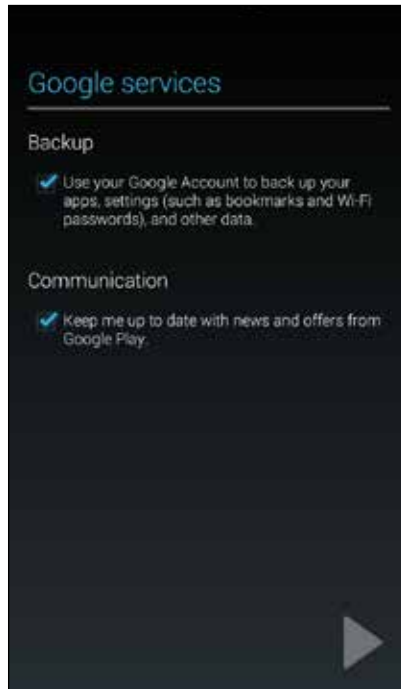 Google services
Backup
Use your Google Account to back up your
apps, settings (such as bookmarks and Wi-Fi
passwords), and other data.
Communication
Keep me up to date with news and offers from
Google Play.